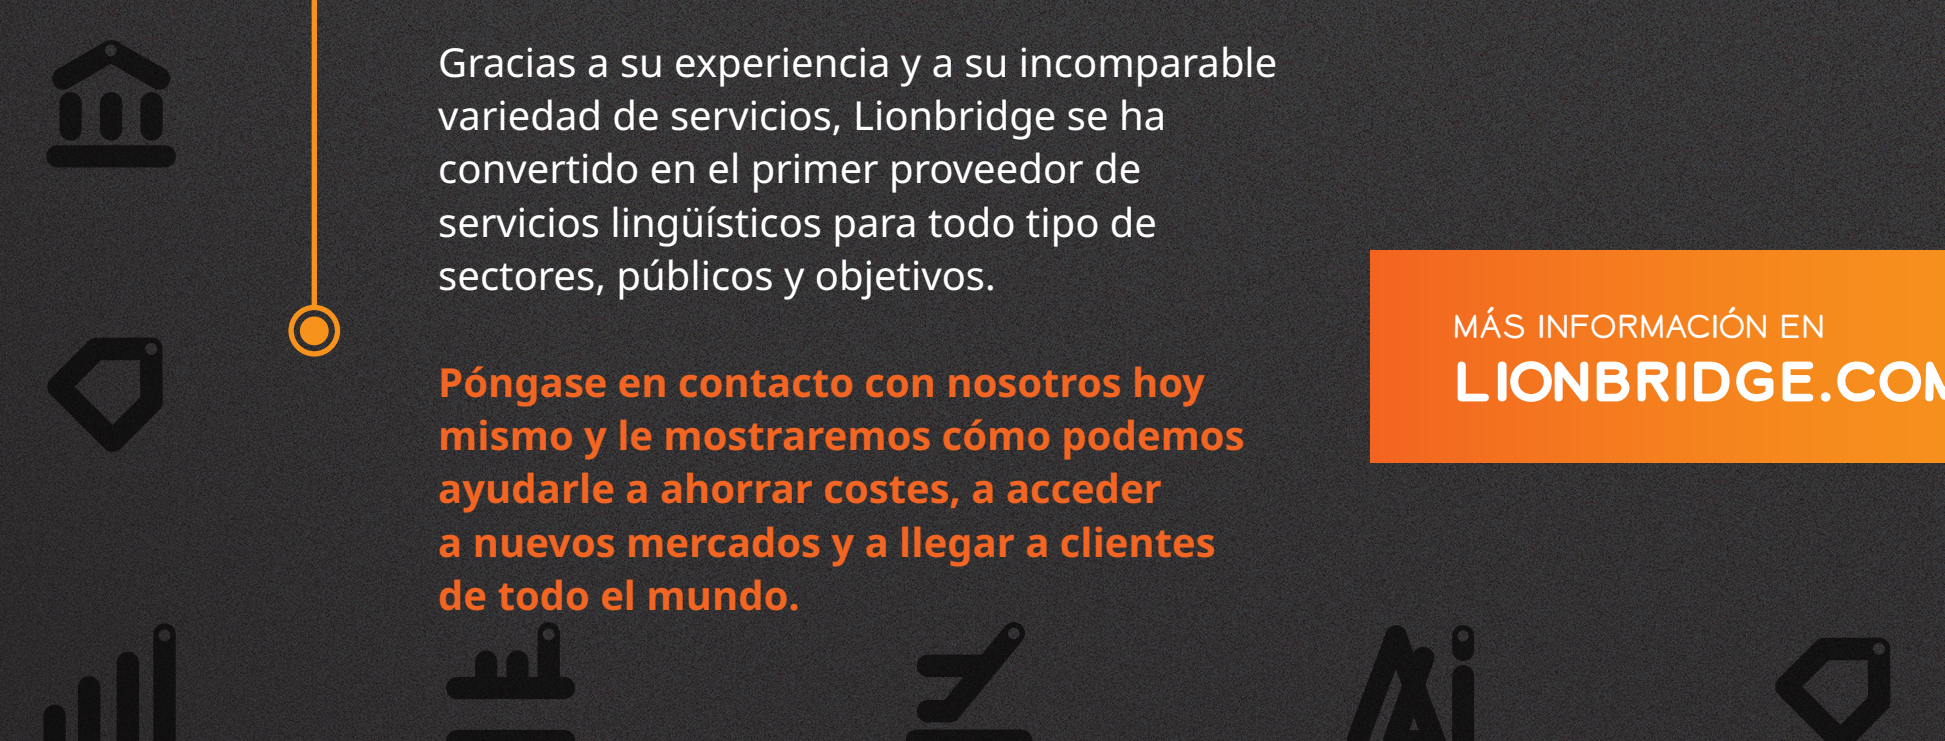 Gracias a su experiencia y a su incomparable
variedad de servicios, Lionbridge se ha
convertido en el primer proveedor de
servicios lingüísticos para todo tipo de
sectores, públicos y objetivos.
Póngase en contacto con nosotros hoy
mismo y le mostraremos cómo podemos
ayudarle a ahorrar costes, a acceder
a nuevos mercados y a llegar a clientes
de todo el mundo.
MÁS INFORMACIÓN EN
LIONBRIDGE.COM